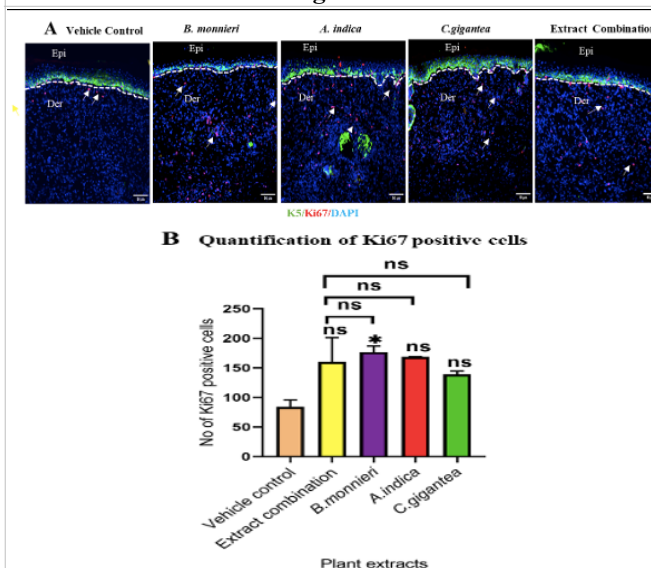 A Vehicle Control B. monnieri A. indica C.gigantea Extract Combination
Epi Epi Epi Epi Epi
Der Der Der Der Der
K5/Ki67/DAPI
B Quantification of Ki67 positive cells
ns
ns
ns
ns * ns ns
250
200
150
100
50
0
No of Ki67 positive cells
Vehicle control
Extract combination
B.monnieri
A.indica
C.gigantea
Plant extracts